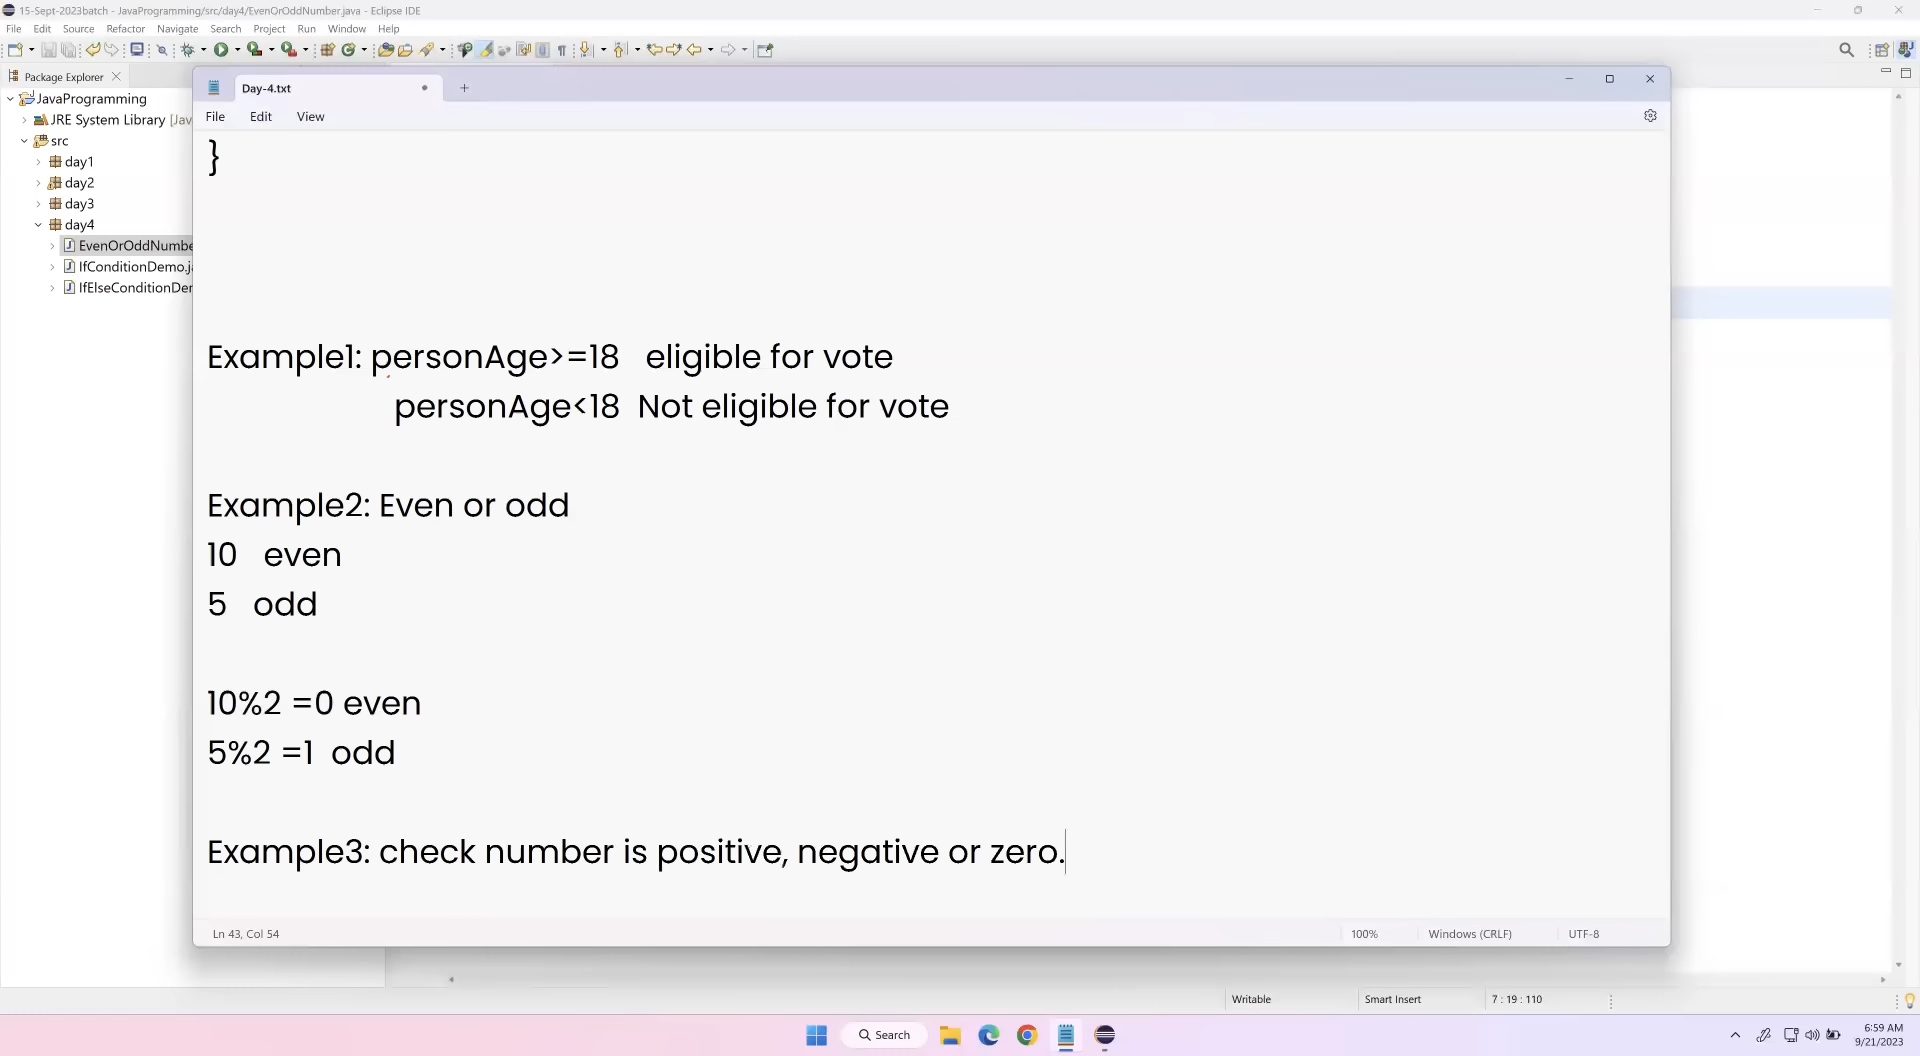 15-Sept-2023batch - JavaProgramming/src/day4/EvenOrOddNumber.java - Eclipse IDE
File Edit Source Refactor Navigate Search Project Run Window Help
Package Explorer
JavaProgramming
JRE System Library [Jav
src
day1
day2
day3
day4
EvenOrOddNumbe
IfConditionDemo.j
IfElseConditionDer
Day-4.txt
File Edit View
}
Example1: personAge>=18 eligible for vote
personAge<18 Not eligible for vote
Example2: Even or odd
10 even
5 odd
10%2 =0 even
5%2 =1 odd
Example3: check number is positive, negative or zero.
Ln 43, Col 54 100% Windows (CRLF) UTF-8
Writable Smart Insert 7 : 19 : 110
Search
6:59 AM
9/21/2023